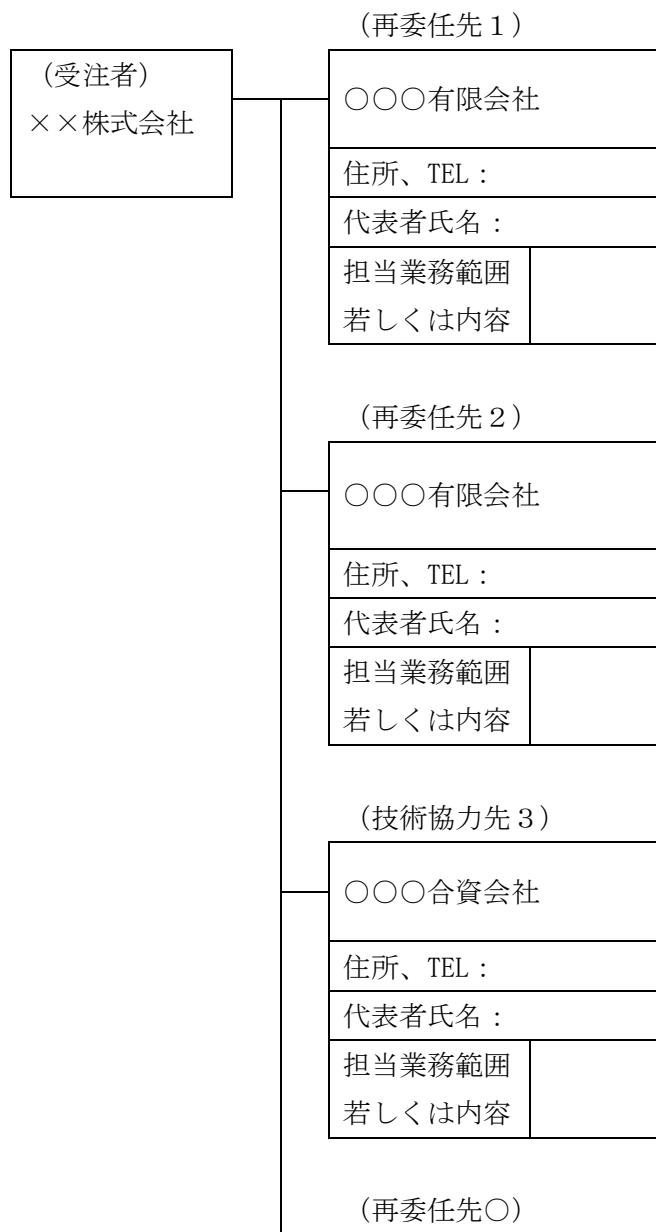 （再委任先１）
（受注者）
××株式会社
○○○有限会社
住所、TEL：
代表者氏名：
担当業務範囲
若しくは内容
（再委任先２）
○○○有限会社
住所、TEL：
代表者氏名：
担当業務範囲
若しくは内容
（技術協力先３）
○○○合資会社
住所、TEL：
代表者氏名：
担当業務範囲
若しくは内容
（再委任先○）